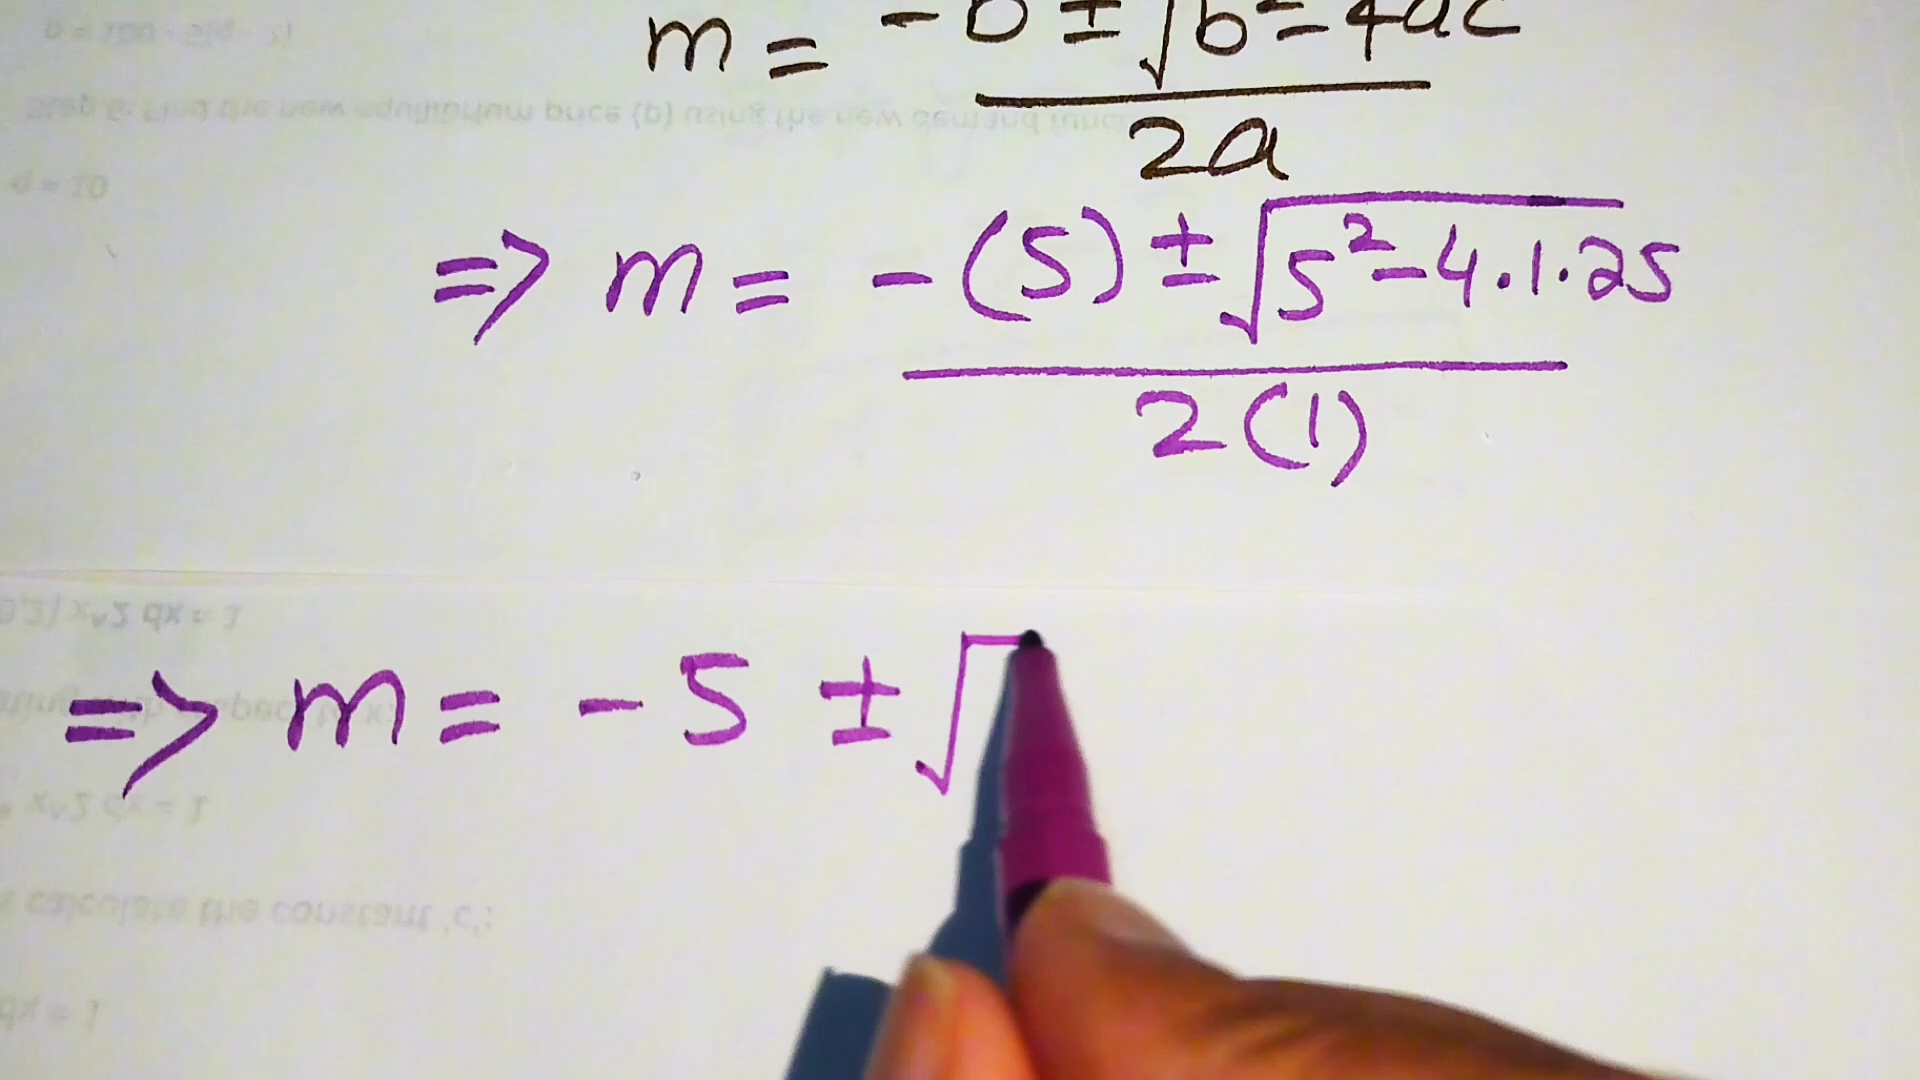 m = -b ± √b² - 4ac
2a
=> m = -(5) ± √5² - 4·1·25
2(1)
=> m = -5 ± √